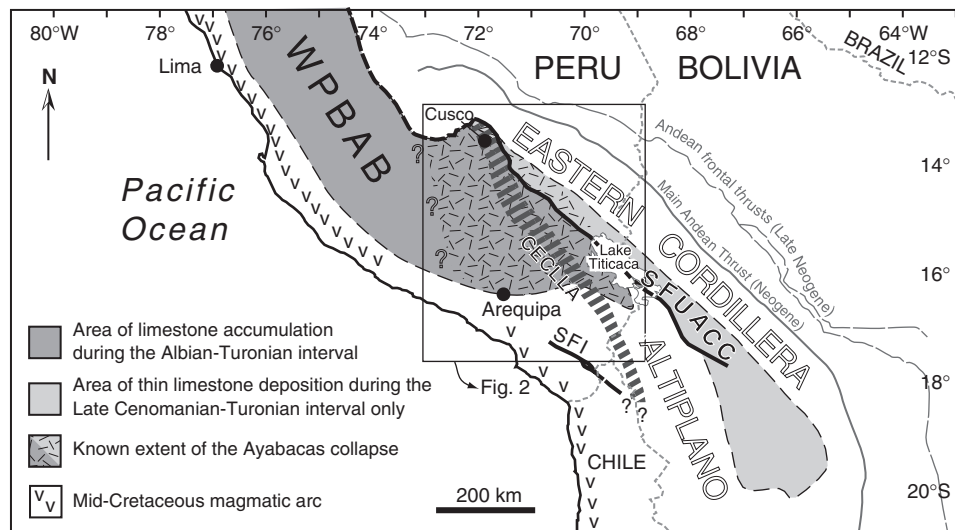 80°W 78° 76° 74° 72° 70° 68° 66° 64°W
12°S
14°
16°
18°
20°S
N
Lima
WPBAB
PERU
BOLIVIA
BRAZIL
Cusco
Pacific
Ocean
EASTERN
CORDILLERA
Andean frontal thrusts (Late Neogene)
Main Andean Thrust (Neogene)
?
?
?
CECLLA
Lake
Titicaca
SFUACC
Arequipa
SFI
ALTIPLANO
Fig. 2
? ?
CHILE
Area of limestone accumulation
during the Albian-Turonian interval
Area of thin limestone deposition during the
Late Cenomanian-Turonian interval only
Known extent of the Ayabacas collapse
Mid-Cretaceous magmatic arc
200 km